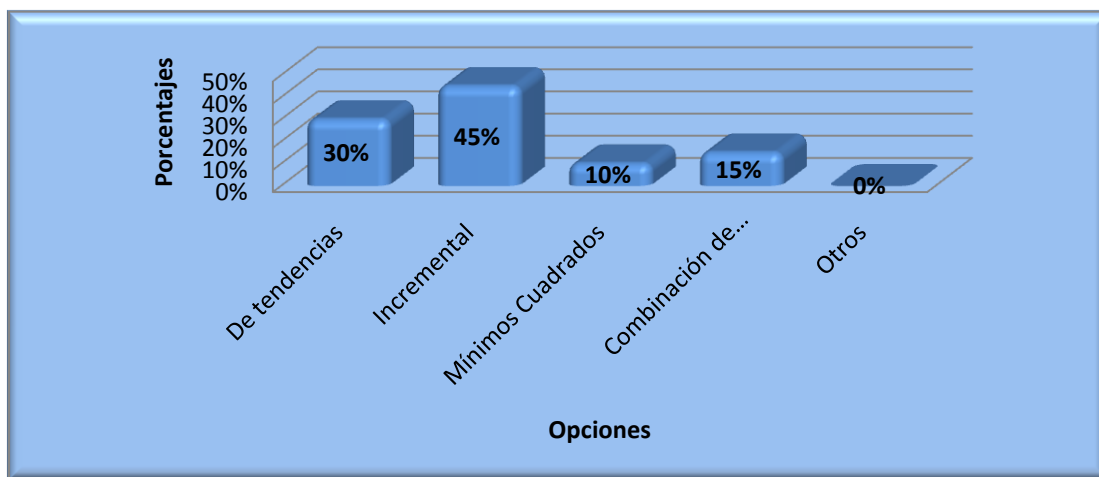 Porcentajes
50%
40%
30%
20%
10%
0%
30%
45%
10%
15%
0%
De tendencias
Incremental
Mínimos Cuadrados
Combinación de...
Otros
Opciones